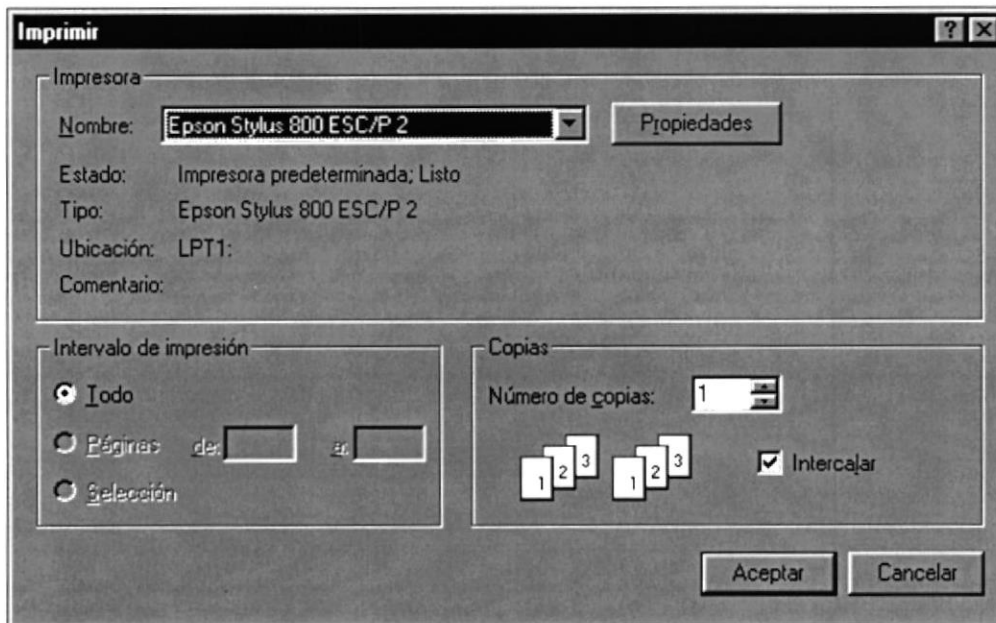 Imprimir
Impresora
Nombre: Epson Stylus 800 ESC/P 2 Propiedades
Estado: Impresora predeterminada; Listo
Tipo: Epson Stylus 800 ESC/P 2
Ubicación: LPT1:
Comentario:
Intervalo de impresión
Todo
Páginas de: a:
Selección
Copias
Número de copias: 1
1 2 3 1 2 3 Intercalar
Aceptar Cancelar